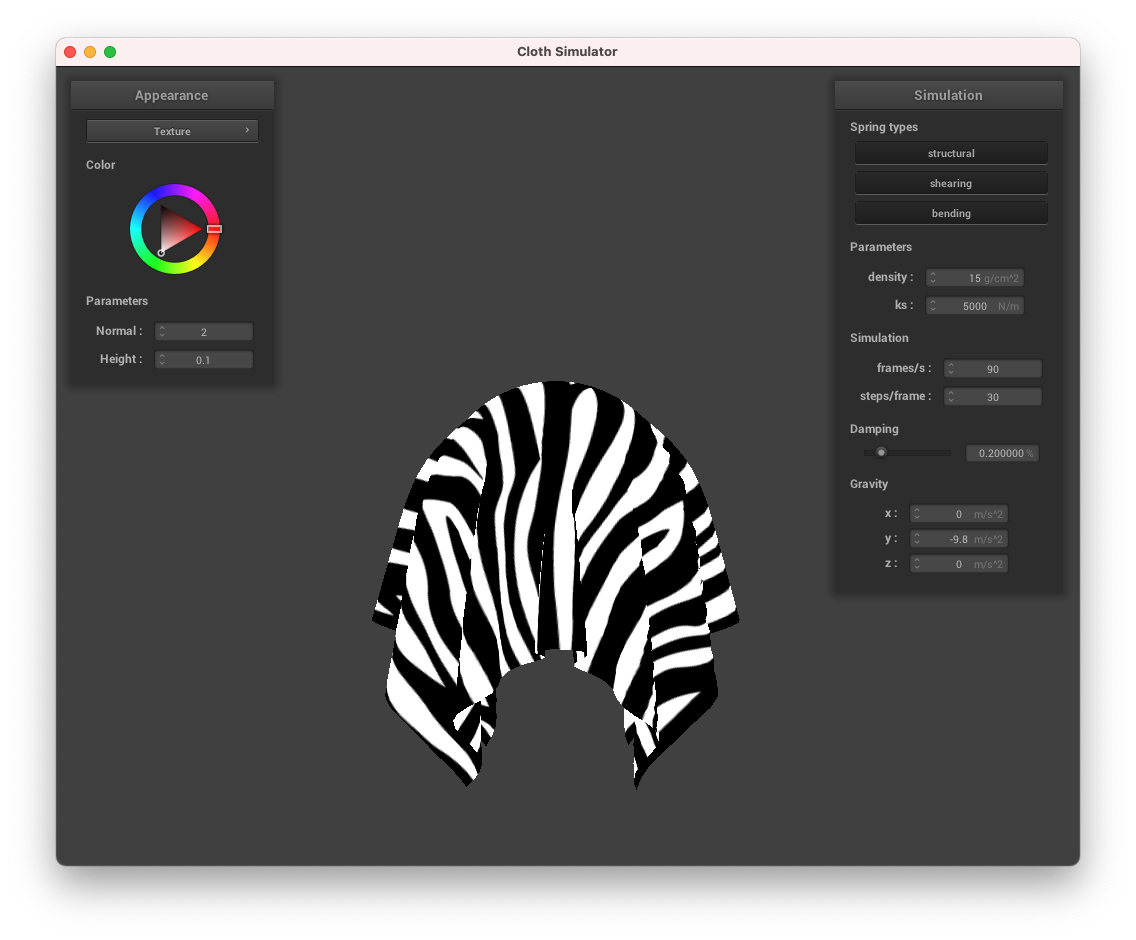 Cloth Simulator
Appearance
Texture ›
Color
Parameters
Normal : 2
Height : 0.1
Simulation
Spring types
structural
shearing
bending
Parameters
density : 15 g/cm^2
ks : 5000 N/m
Simulation
frames/s : 90
steps/frame : 30
Damping
0.200000 %
Gravity
x : 0 m/s^2
y : -9.8 m/s^2
z : 0 m/s^2